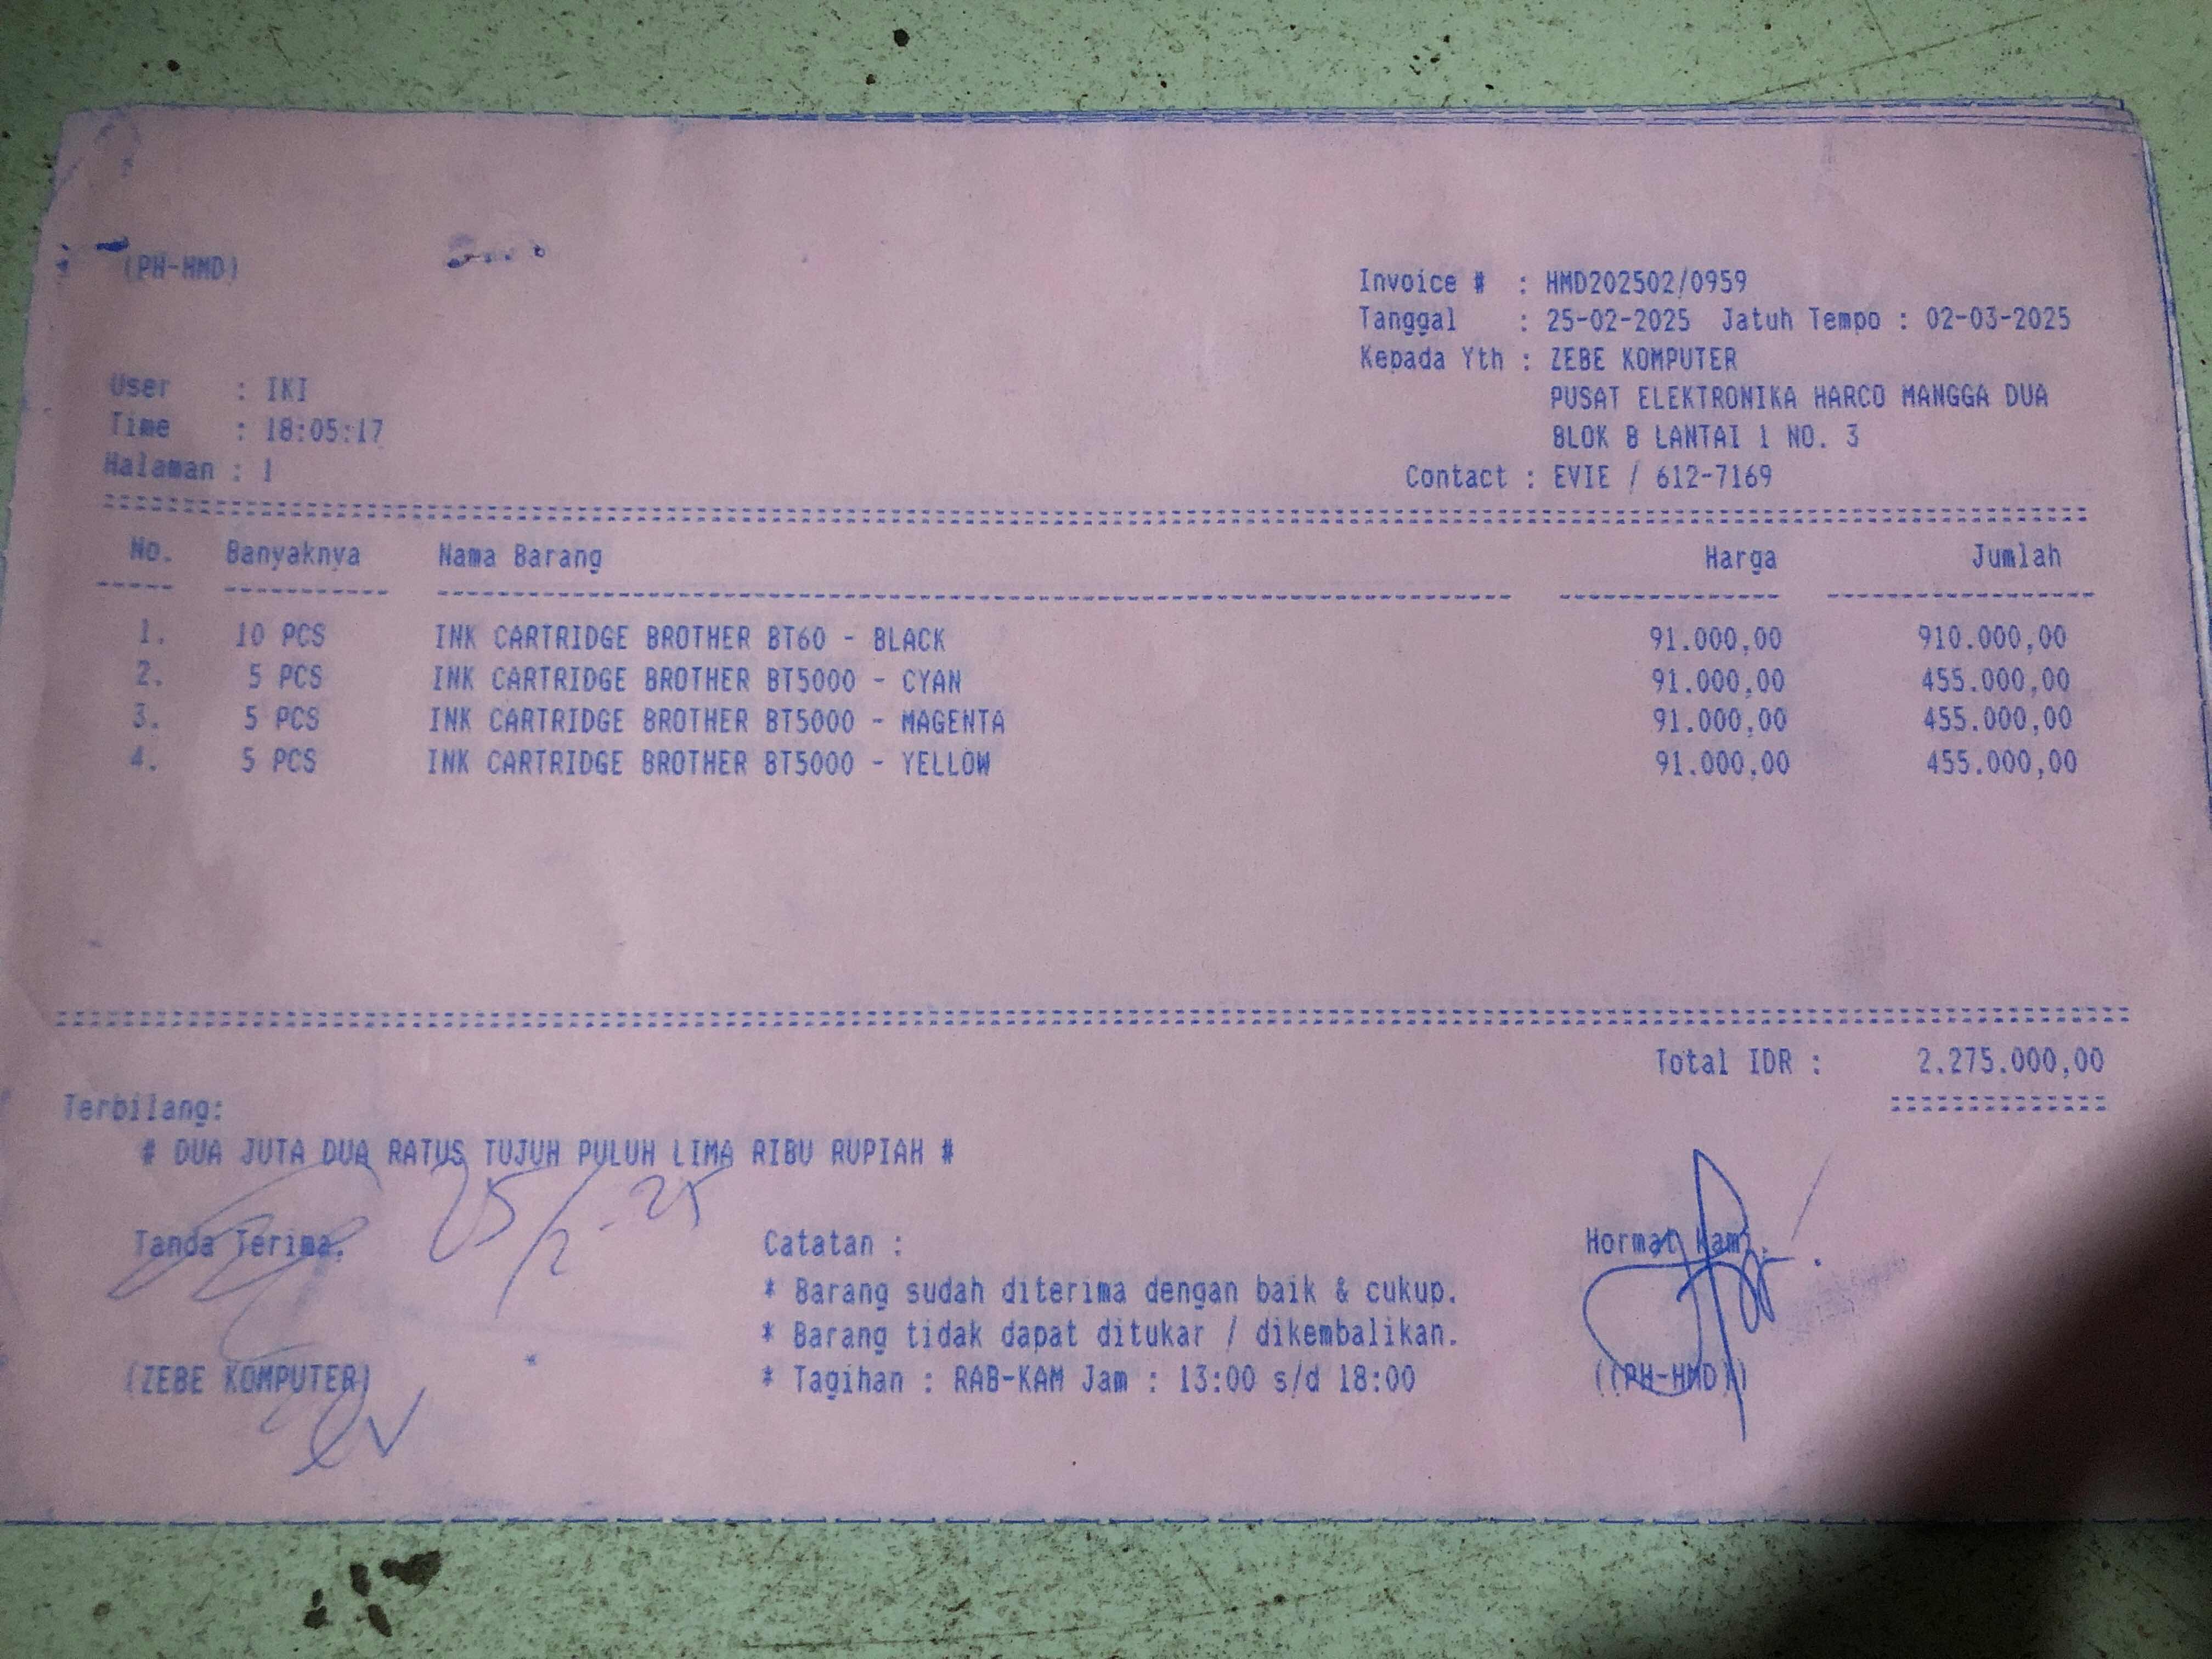 (PH-HMD)
Invoice # : HMD202502/0959
Tanggal : 25-02-2025 Jatuh Tempo : 02-03-2025
Kepada Yth : ZEBE KOMPUTER
User : IKI
PUSAT ELEKTRONIKA HARCO MANGGA DUA
Time : 18:05:17
BLOK B LANTAI 1 NO. 3
Halaman : 1
Contact : EVIE / 612-7169
No. Banyaknya Nama Barang Harga Jumlah
1. 10 PCS INK CARTRIDGE BROTHER BT60 - BLACK 91.000,00 910.000,00
2. 5 PCS INK CARTRIDGE BROTHER BT5000 - CYAN 91.000,00 455.000,00
3. 5 PCS INK CARTRIDGE BROTHER BT5000 - MAGENTA 91.000,00 455.000,00
4. 5 PCS INK CARTRIDGE BROTHER BT5000 - YELLOW 91.000,00 455.000,00
Total IDR : 2.275.000,00
Terbilang:
# DUA JUTA DUA RATUS TUJUH PULUH LIMA RIBU RUPIAH #
25/2-25
Tanda Terima, Catatan : Hormat Kami,
* Barang sudah diterima dengan baik & cukup.
* Barang tidak dapat ditukar / dikembalikan.
(ZEBE KOMPUTER) * Tagihan : RAB-KAM Jam : 13:00 s/d 18:00 ((PH-HMD))